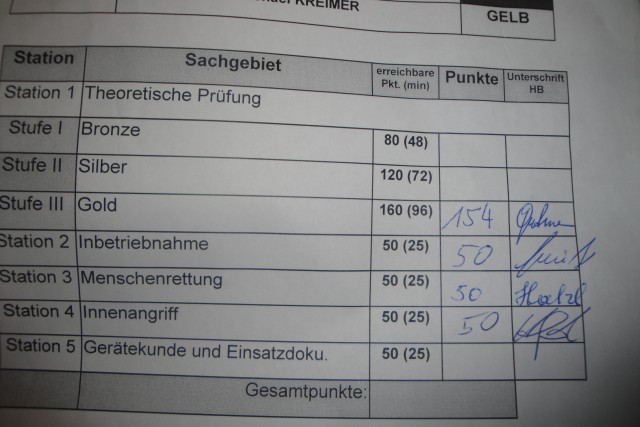 KREIMER
GELB
Station Sachgebiet erreichbare Pkt. (min) Punkte Unterschrift HB
Station 1 Theoretische Prüfung
Stufe I Bronze 80 (48)
Stufe II Silber 120 (72)
Stufe III Gold 160 (96) 154
Station 2 Inbetriebnahme 50 (25) 50
Station 3 Menschenrettung 50 (25) 50
Station 4 Innenangriff 50 (25) 50
Station 5 Gerätekunde und Einsatzdoku. 50 (25)
Gesamtpunkte: